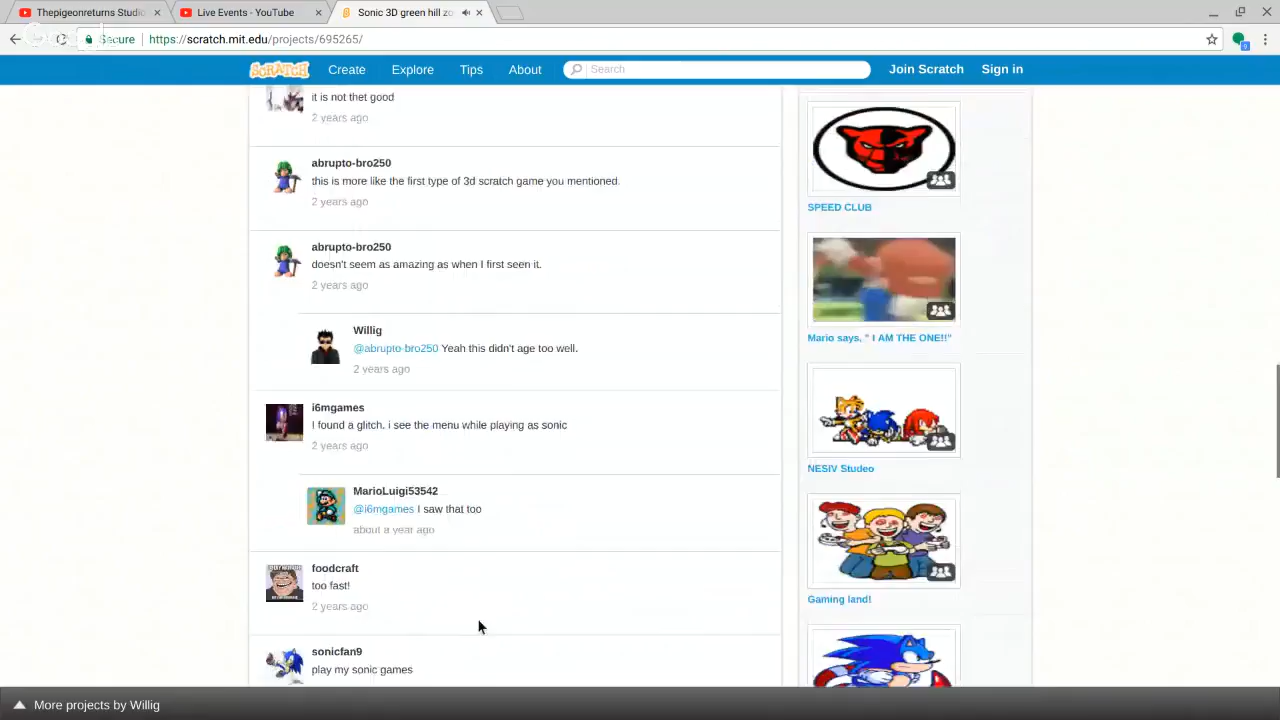 Thepigeonreturns Studio
Live Events - YouTube
Sonic 3D green hill zo
Secure https://scratch.mit.edu/projects/695265/
SCRATCH Create Explore Tips About Search Join Scratch Sign in
it is not thet good
2 years ago
abrupto-bro250
this is more like the first type of 3d scratch game you mentioned.
2 years ago
abrupto-bro250
doesn't seem as amazing as when I first seen it.
2 years ago
Willig
@abrupto-bro250 Yeah this didn't age too well.
2 years ago
i6mgames
I found a glitch. i see the menu while playing as sonic
2 years ago
MarioLuigi53542
@i6mgames I saw that too
about a year ago
foodcraft
too fast!
2 years ago
sonicfan9
play my sonic games
SPEED CLUB
Mario says, " I AM THE ONE!!"
NESIV Studeo
Gaming land!
More projects by Willig